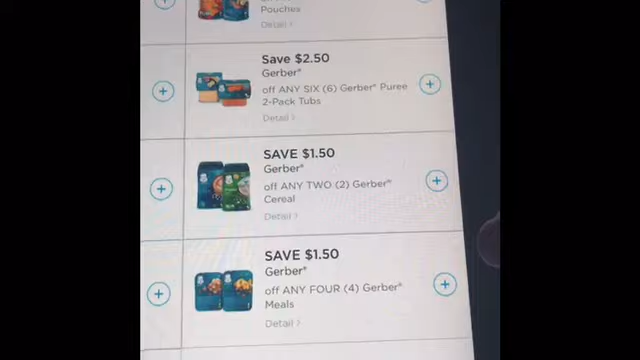 Pouches
Detail >
Save $2.50
Gerber®
off ANY SIX (6) Gerber® Puree
2-Pack Tubs
Detail >
SAVE $1.50
Gerber®
off ANY TWO (2) Gerber®
Cereal
Detail >
SAVE $1.50
Gerber®
off ANY FOUR (4) Gerber®
Meals
Detail >